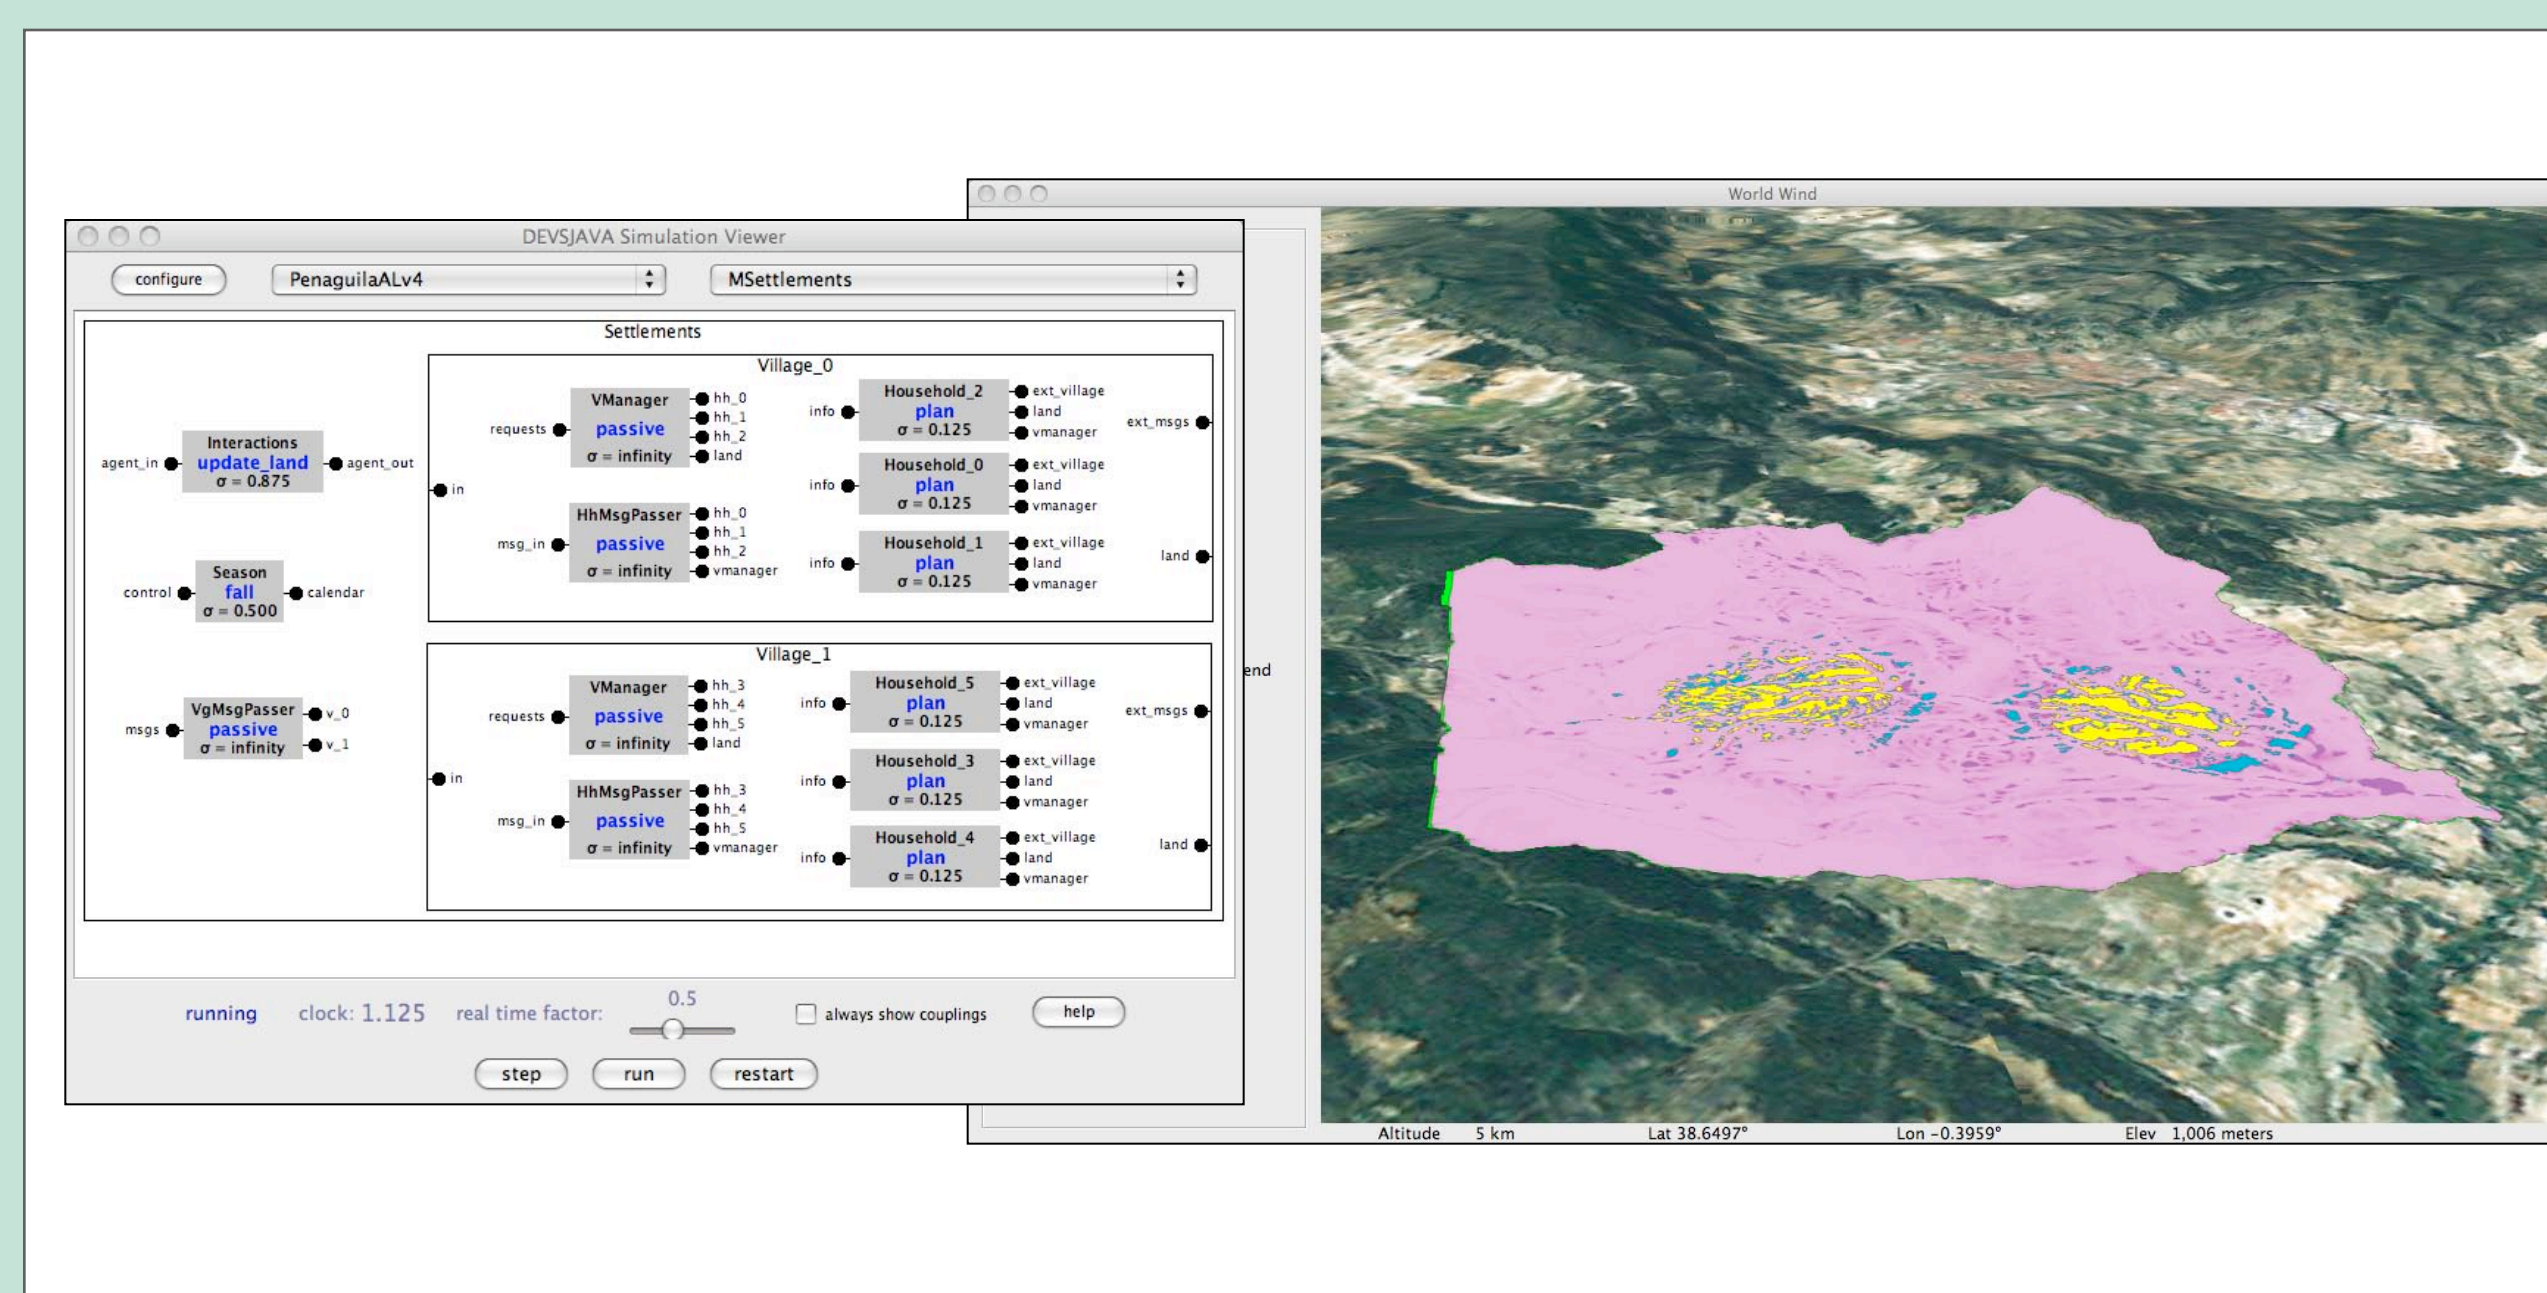 World Wind
DEVSJAVA Simulation Viewer
configure
PenaguilaALv4
MSettlements
Settlements
agent_in
Interactions
update_land
σ = 0.875
agent_out
control
Season
fall
σ = 0.500
calendar
msgs
VgMsgPasser
passive
σ = infinity
v_0
v_1
Village_0
in
requests
VManager
passive
σ = infinity
hh_0
hh_1
hh_2
land
msg_in
HhMsgPasser
passive
σ = infinity
hh_0
hh_1
hh_2
vmanager
info
Household_2
plan
σ = 0.125
ext_village
land
vmanager
info
Household_0
plan
σ = 0.125
ext_village
land
vmanager
info
Household_1
plan
σ = 0.125
ext_village
land
vmanager
ext_msgs
land
Village_1
in
requests
VManager
passive
σ = infinity
hh_3
hh_4
hh_5
land
msg_in
HhMsgPasser
passive
σ = infinity
hh_3
hh_4
hh_5
vmanager
info
Household_5
plan
σ = 0.125
ext_village
land
vmanager
info
Household_3
plan
σ = 0.125
ext_village
land
vmanager
info
Household_4
plan
σ = 0.125
ext_village
land
vmanager
ext_msgs
land
end
running
clock: 1.125
real time factor:
0.5
always show couplings
help
step
run
restart
Altitude 5 km Lat 38.6497° Lon -0.3959° Elev 1,006 meters